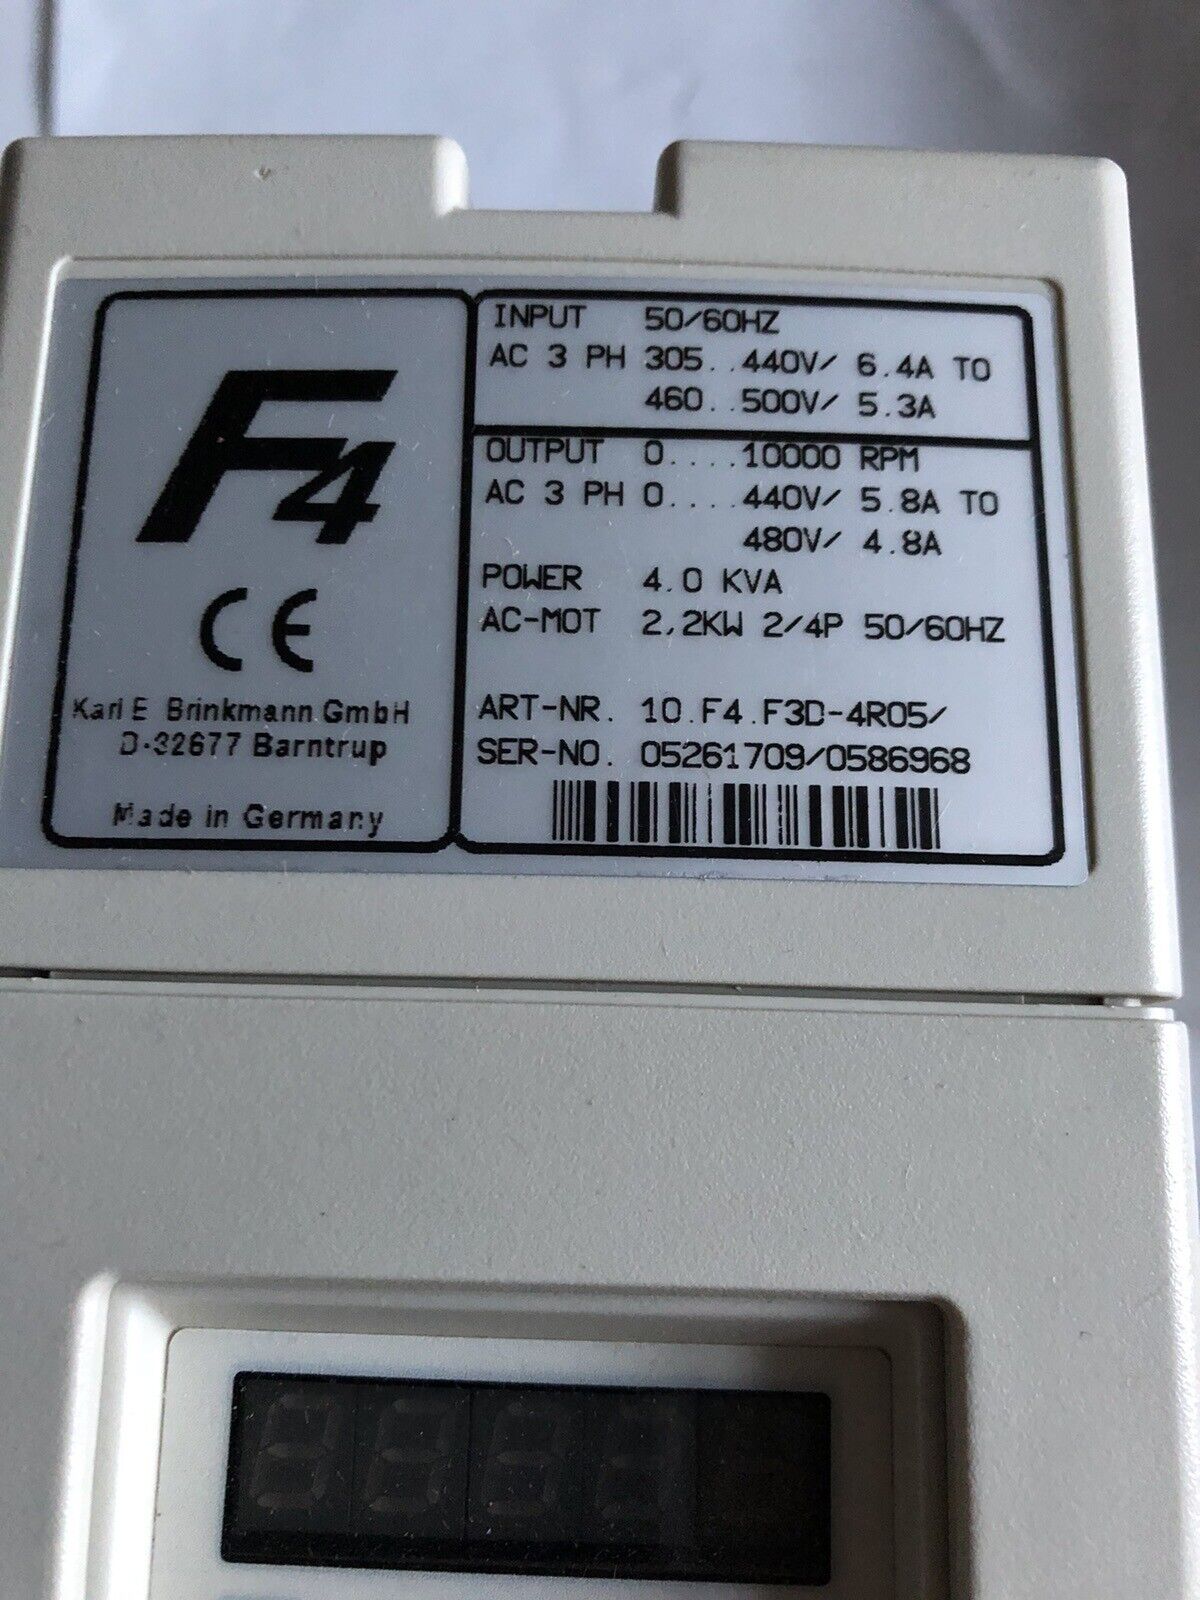 F4
CE
Karl E Brinkmann GmbH
D-32677 Barntrup
Made in Germany
INPUT 50/60HZ
AC 3 PH 305..440V/ 6.4A TO
460..500V/ 5.3A
OUTPUT 0....10000 RPM
AC 3 PH 0....440V/ 5.8A TO
480V/ 4.8A
POWER 4.0 KVA
AC-MOT 2,2KW 2/4P 50/60HZ
ART-NR. 10.F4.F3D-4R05/
SER-NO. 05261709/0586968